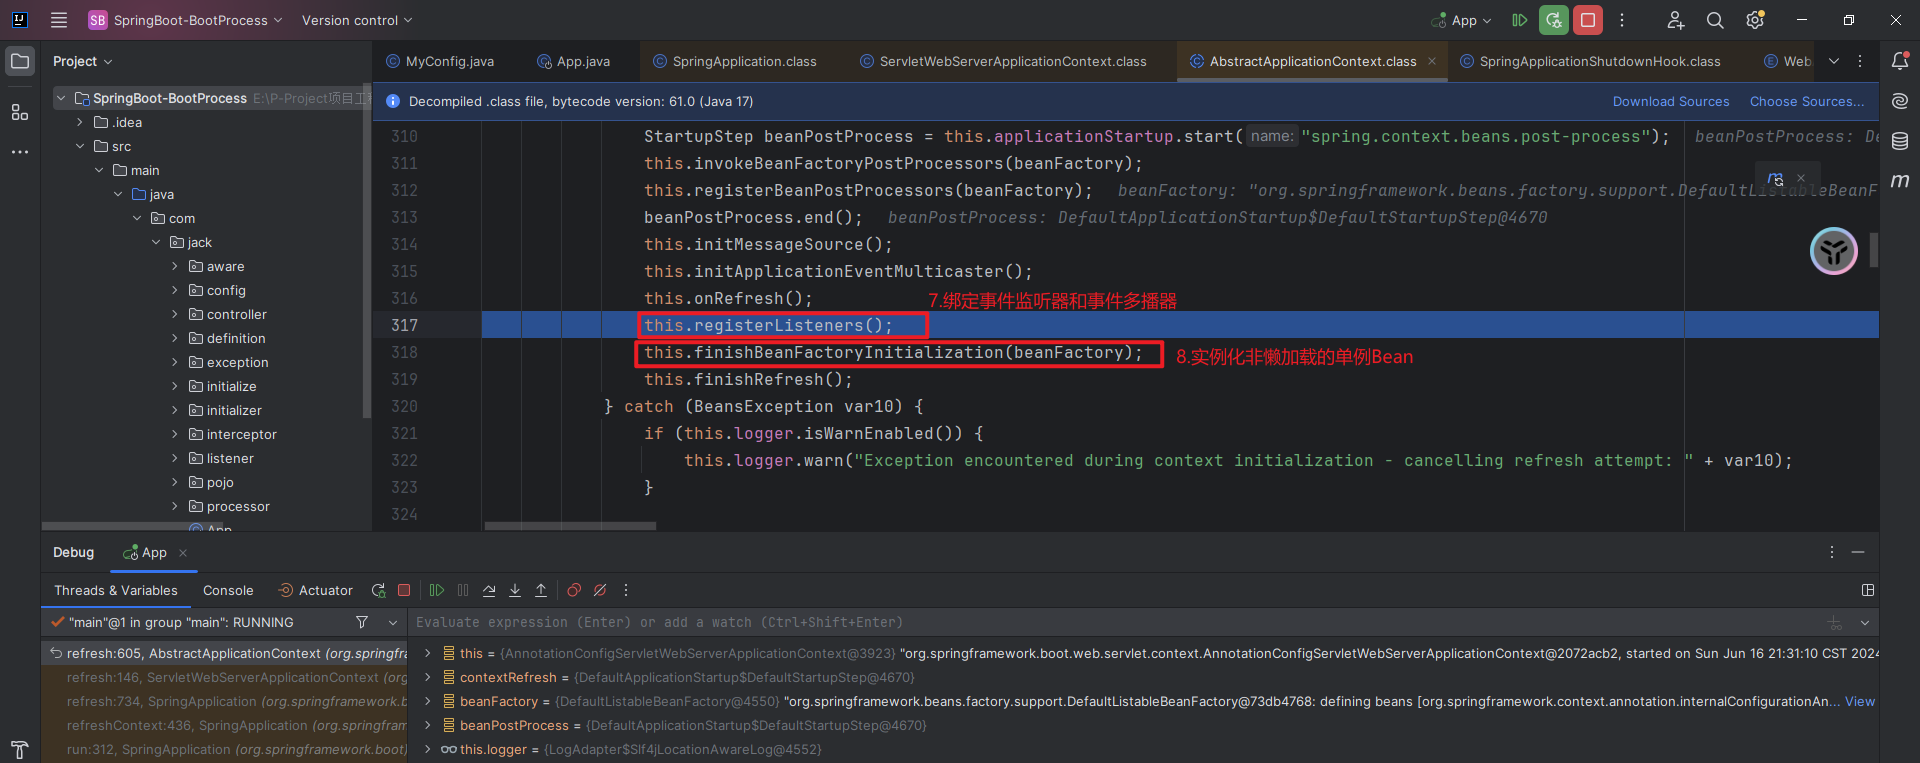 SB SpringBoot-BootProcess Version control App
Project MyConfig.java App.java SpringApplication.class ServletWebServerApplicationContext.class AbstractApplicationContext.class SpringApplicationShutdownHook.class Web
Decompiled .class file, bytecode version: 61.0 (Java 17) Download Sources Choose Sources...
SpringBoot-BootProcess E:\P-Project项目工程
.idea
src
main
java
com
jack
aware
config
controller
definition
exception
initialize
initializer
interceptor
listener
pojo
processor
App
310 StartupStep beanPostProcess = this.applicationStartup.start( name: "spring.context.beans.post-process"); beanPostProcess: De
311 this.invokeBeanFactoryPostProcessors(beanFactory);
312 this.registerBeanPostProcessors(beanFactory); beanFactory: "org.springframework.beans.factory.support.DefaultListableBeanF
313 beanPostProcess.end(); beanPostProcess: DefaultApplicationStartup$DefaultStartupStep@4670
314 this.initMessageSource();
315 this.initApplicationEventMulticaster();
316 this.onRefresh();
7.绑定事件监听器和事件多播器
317 this.registerListeners();
318 this.finishBeanFactoryInitialization(beanFactory); 8.实例化非懒加载的单例Bean
319 this.finishRefresh();
320 } catch (BeansException var10) {
321 if (this.logger.isWarnEnabled()) {
322 this.logger.warn("Exception encountered during context initialization - cancelling refresh attempt: " + var10);
323 }
324
Debug App
Threads & Variables Console Actuator
"main"@1 in group "main": RUNNING Evaluate expression (Enter) or add a watch (Ctrl+Shift+Enter)
refresh:605, AbstractApplicationContext (org.springfra
refresh:146, ServletWebServerApplicationContext (org
refresh:734, SpringApplication (org.springframework.b
refreshContext:436, SpringApplication (org.springfram
run:312, SpringApplication (org.springframework.boot)
this = {AnnotationConfigServletWebServerApplicationContext@3923} "org.springframework.boot.web.servlet.context.AnnotationConfigServletWebServerApplicationContext@2072acb2, started on Sun Jun 16 21:31:10 CST 2024
contextRefresh = {DefaultApplicationStartup$DefaultStartupStep@4670}
beanFactory = {DefaultListableBeanFactory@4550} "org.springframework.beans.factory.support.DefaultListableBeanFactory@73db4768: defining beans [org.springframework.context.annotation.internalConfigurationAn... View
beanPostProcess = {DefaultApplicationStartup$DefaultStartupStep@4670}
this.logger = {LogAdapter$Slf4jLocationAwareLog@4552}